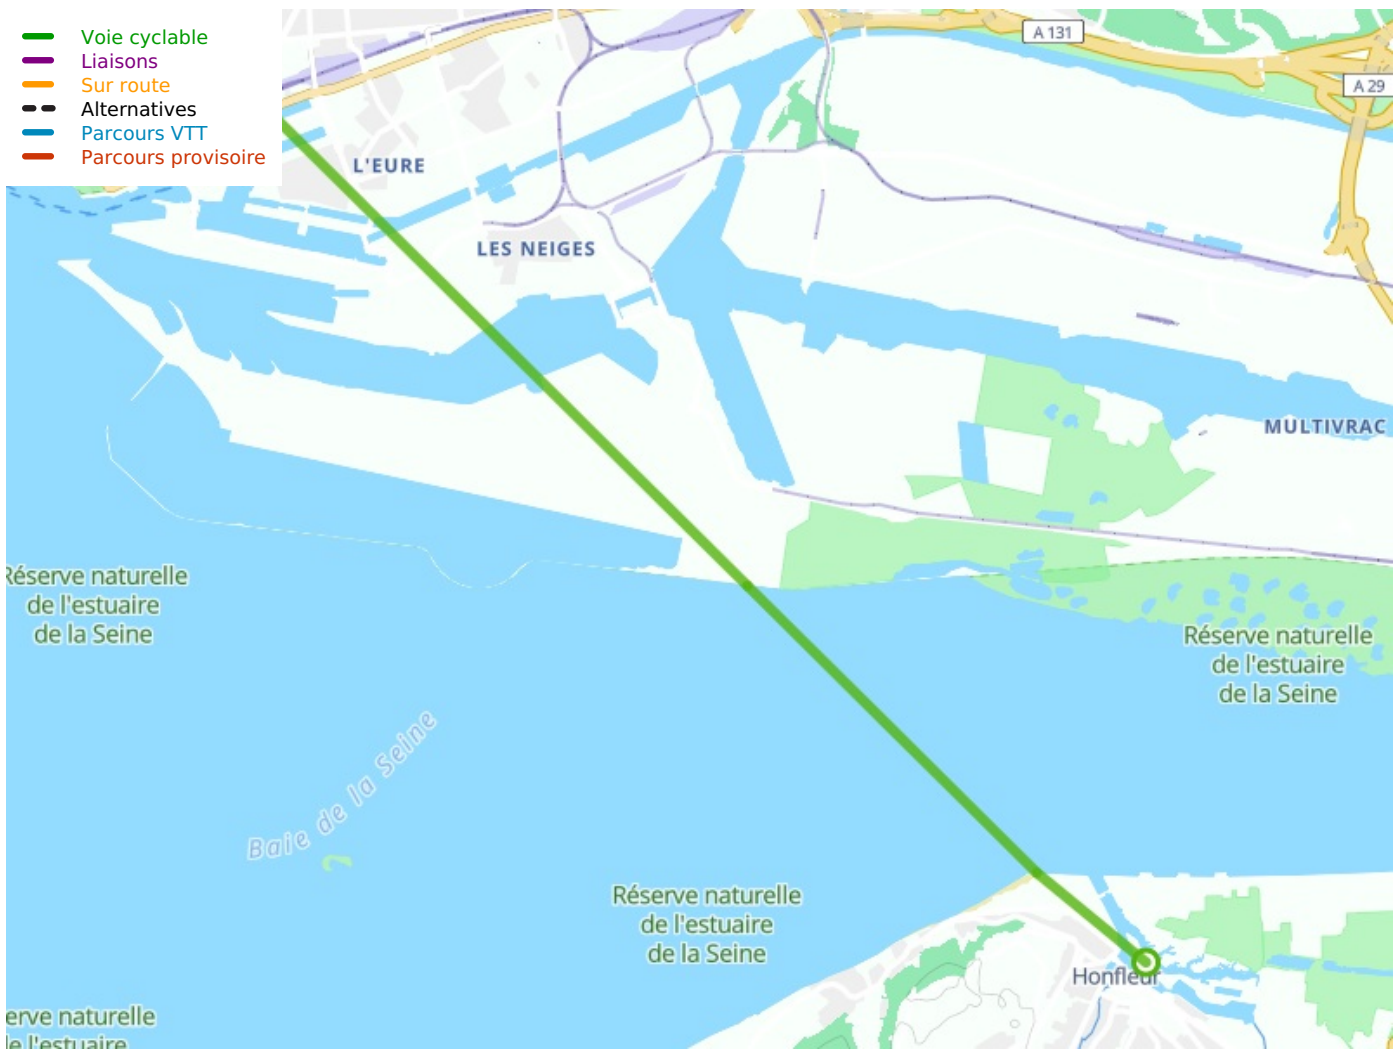 Voie cyclable
Liaisons
Sur route
Alternatives
Parcours VTT
Parcours provisoire
A 131
A 29
L'EURE
LES NEIGES
MULTIVRAC
Réserve naturelle
de l'estuaire
de la Seine
Réserve naturelle
de l'estuaire
de la Seine
Baie de la Seine
Réserve naturelle
de l'estuaire
de la Seine
Honfleur
erve naturelle
e l'estuaire